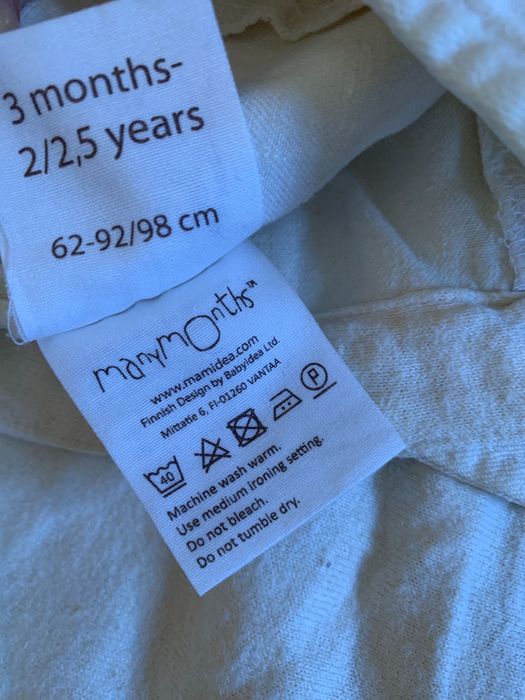 3 months-
2/2,5 years
62-92/98 cm
manymonths™
www.mamidea.com
Finnish Design by Babyidea Ltd.
Mittatie 6, FI-01260 VANTAA
40 P
Machine wash warm.
Use medium ironing setting.
Do not bleach.
Do not tumble dry.